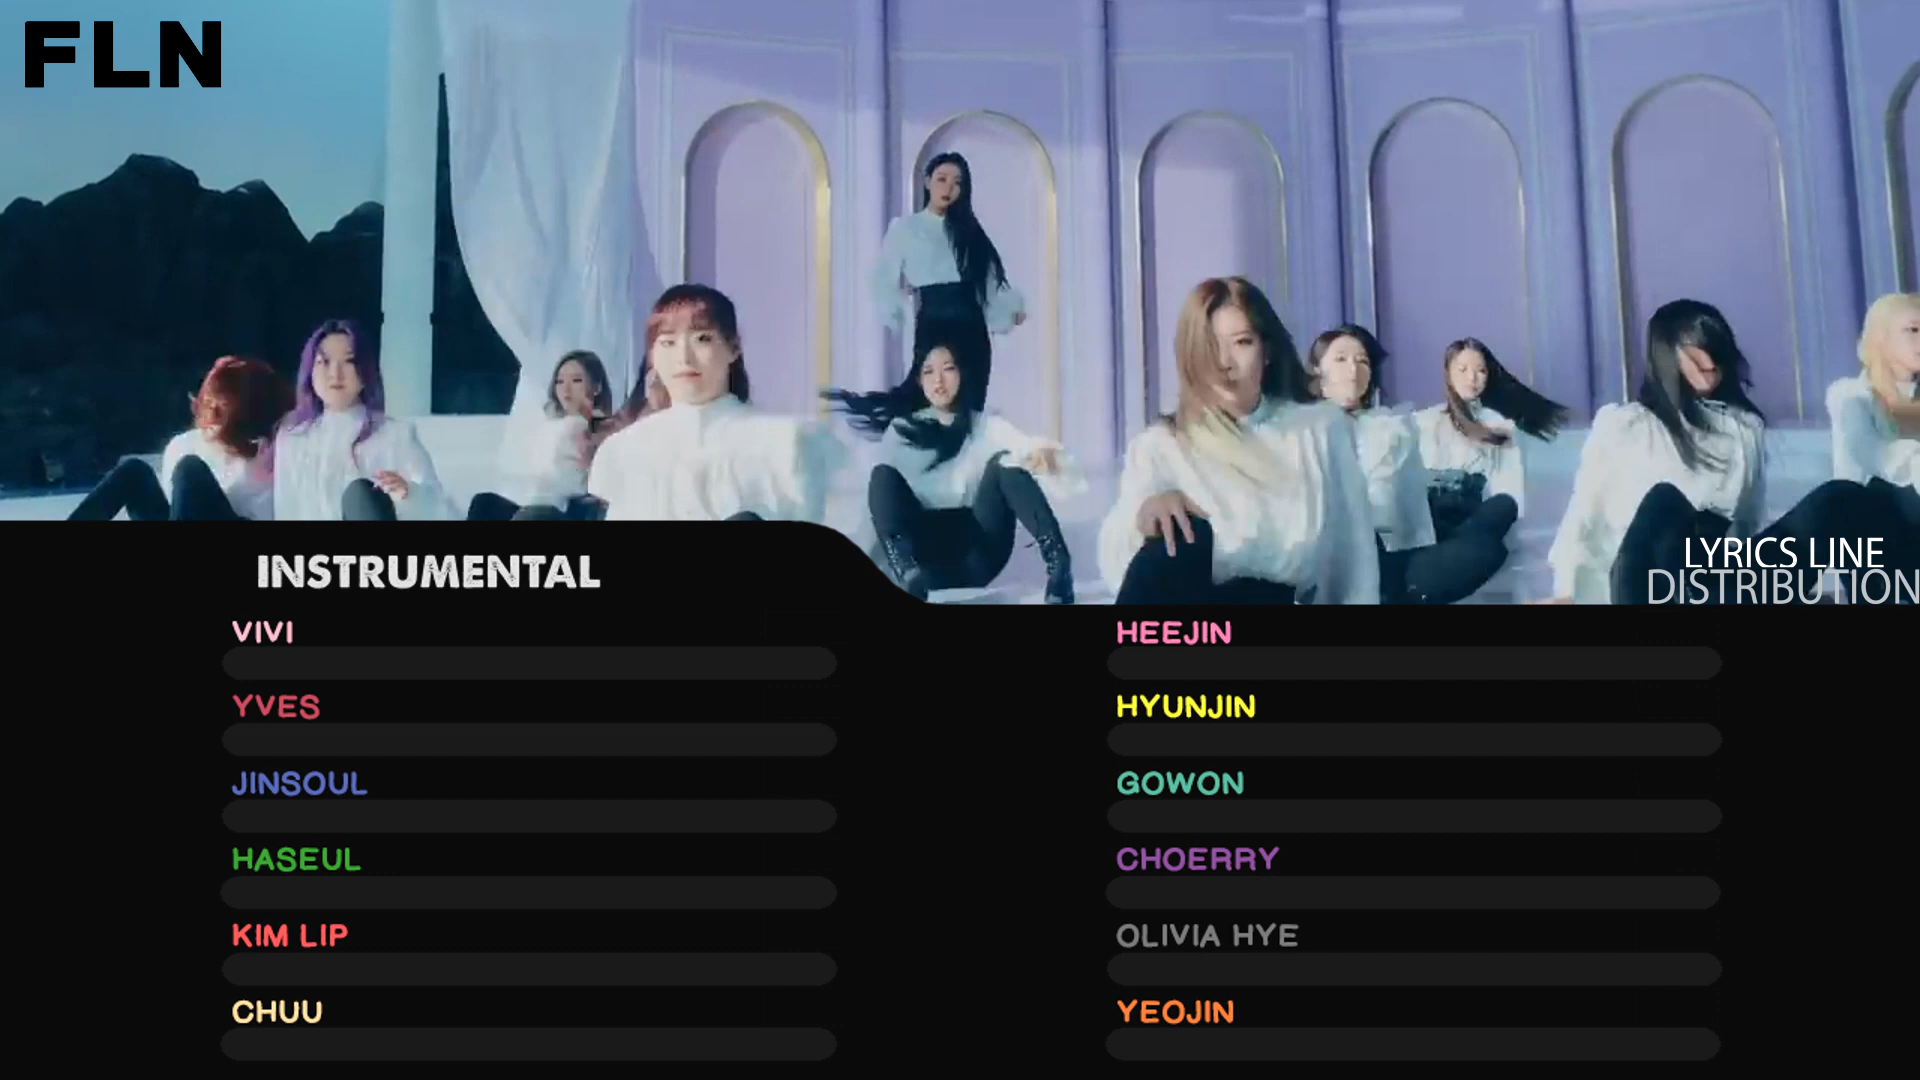 FLN
LYRICS LINE
DISTRIBUTION
INSTRUMENTAL
VIVI
YVES
JINSOUL
HASEUL
KIM LIP
CHUU
HEEJIN
HYUNJIN
GOWON
CHOERRY
OLIVIA HYE
YEOJIN